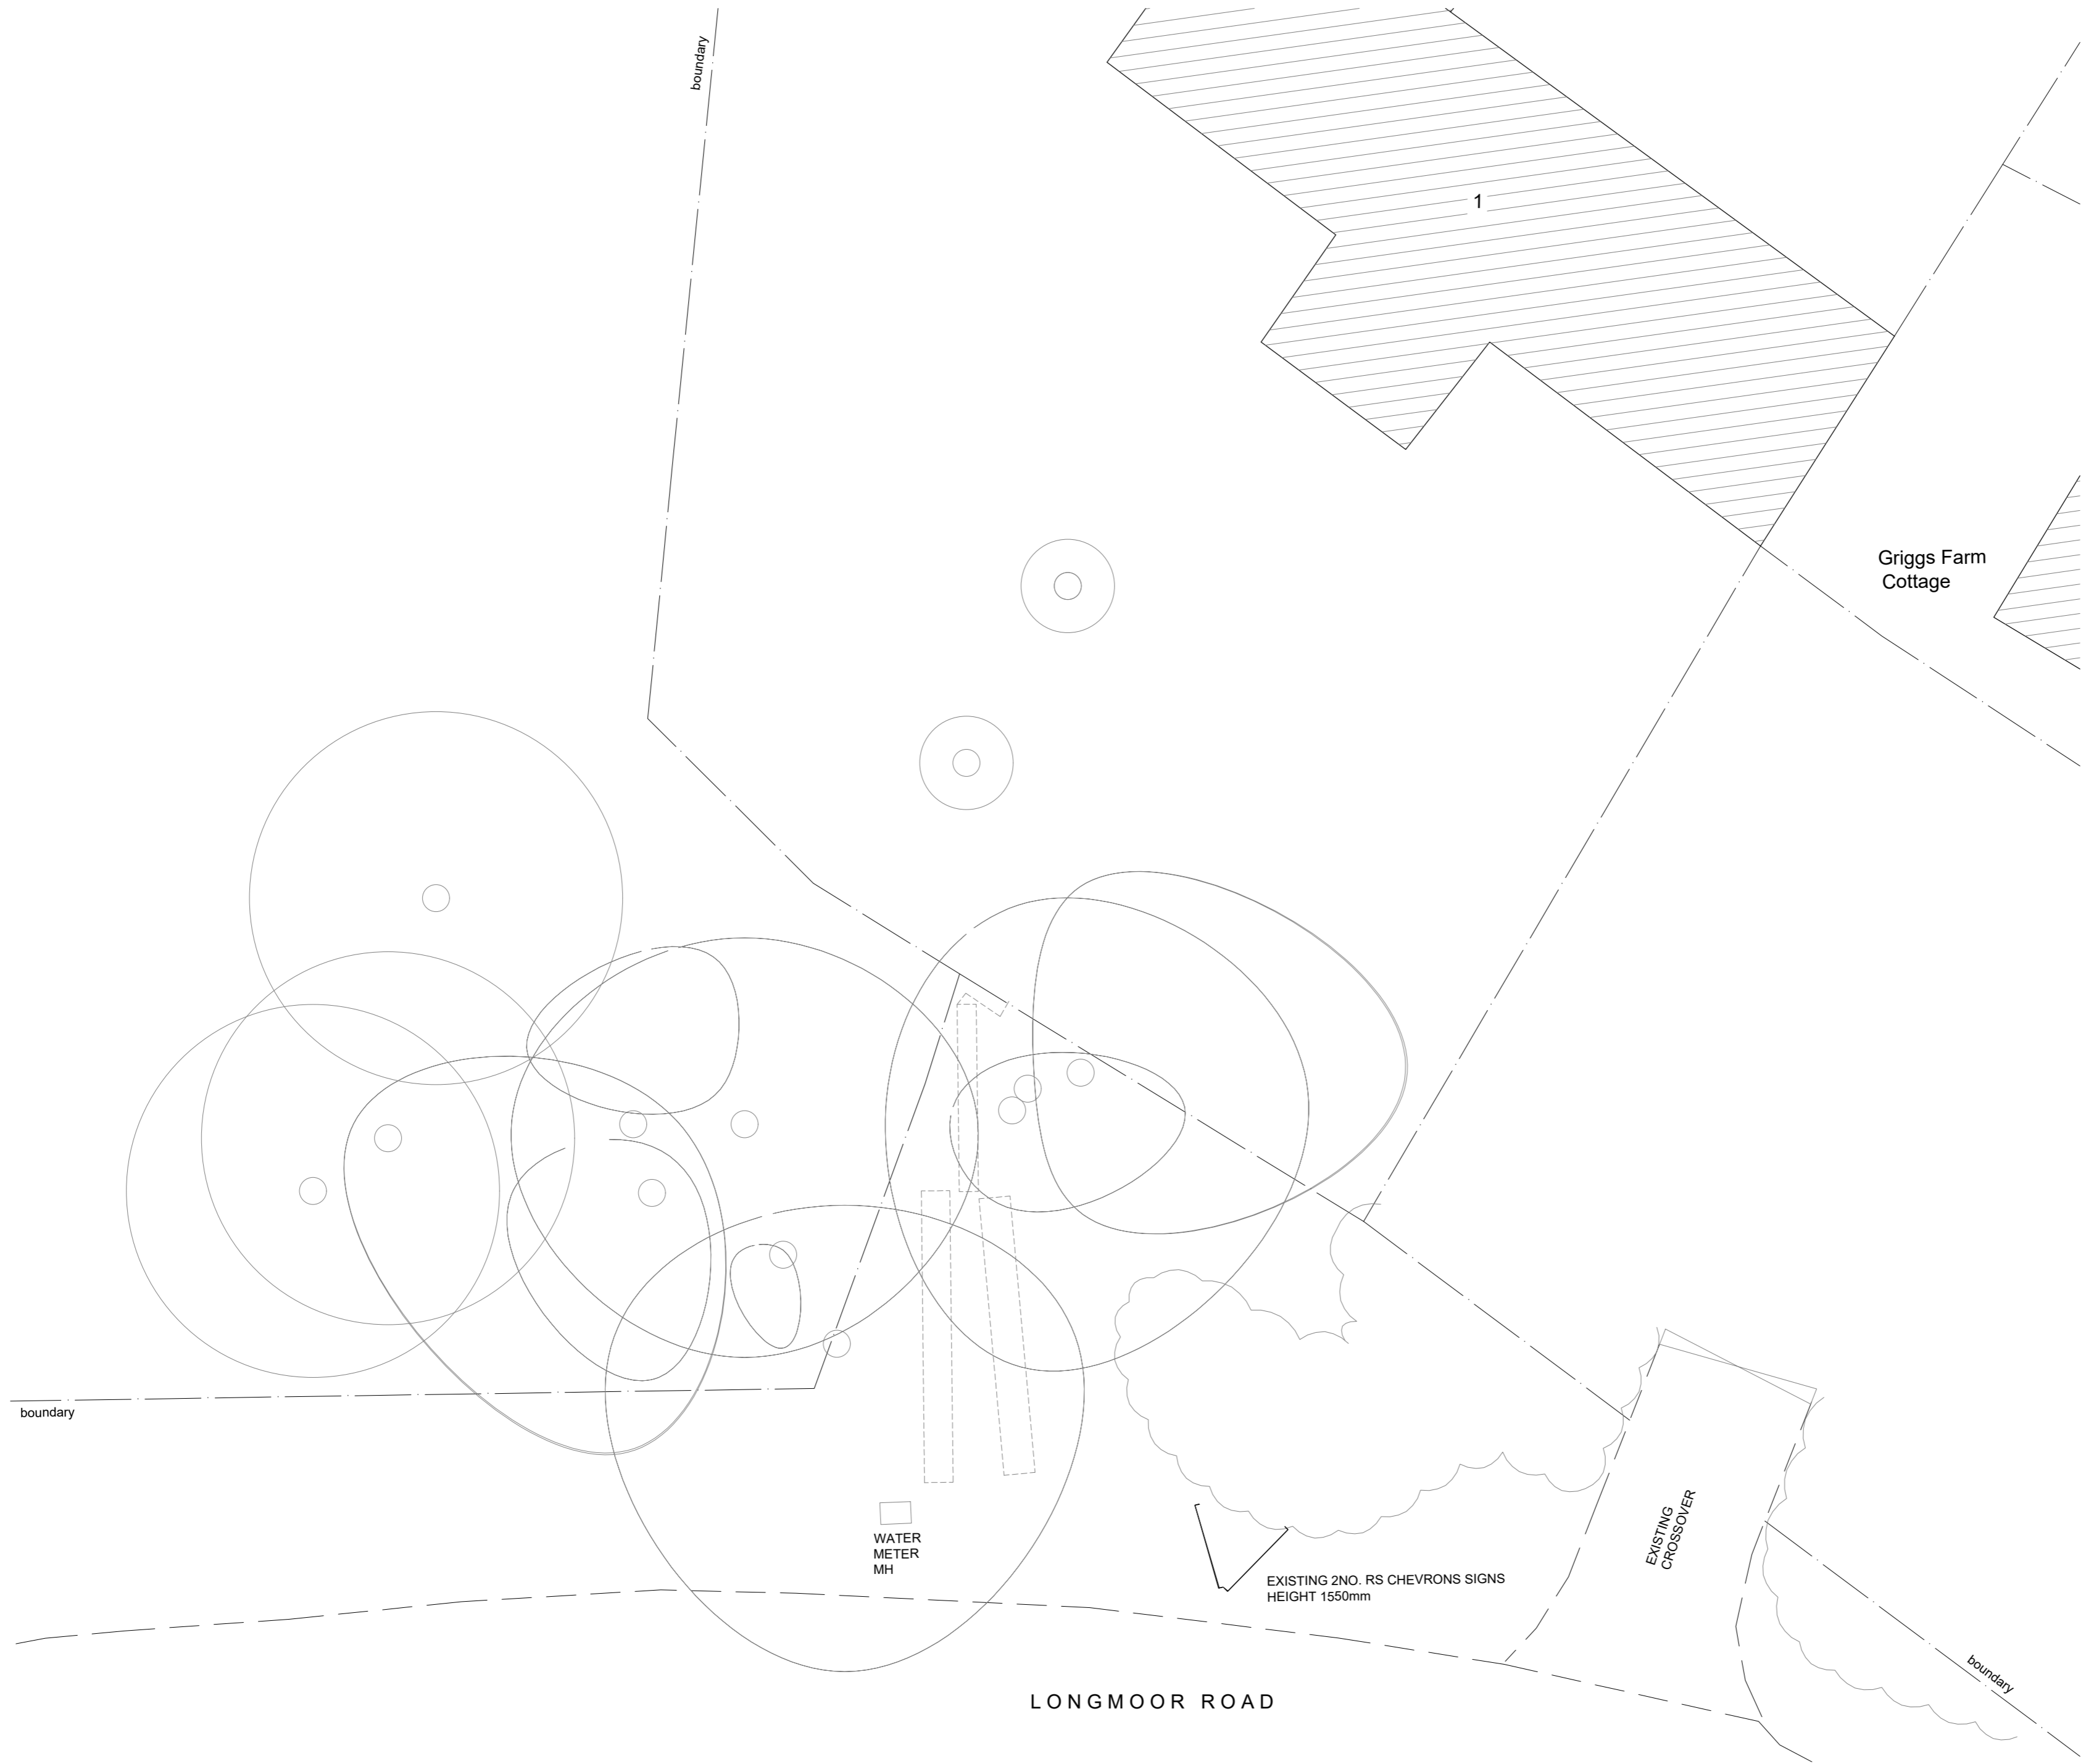 boundary
1
Griggs Farm
Cottage
boundary
WATER
METER
MH
EXISTING
CROSSOVER
EXISTING 2NO. RS CHEVRONS SIGNS
HEIGHT 1550mm
boundary
LONGMOOR ROAD